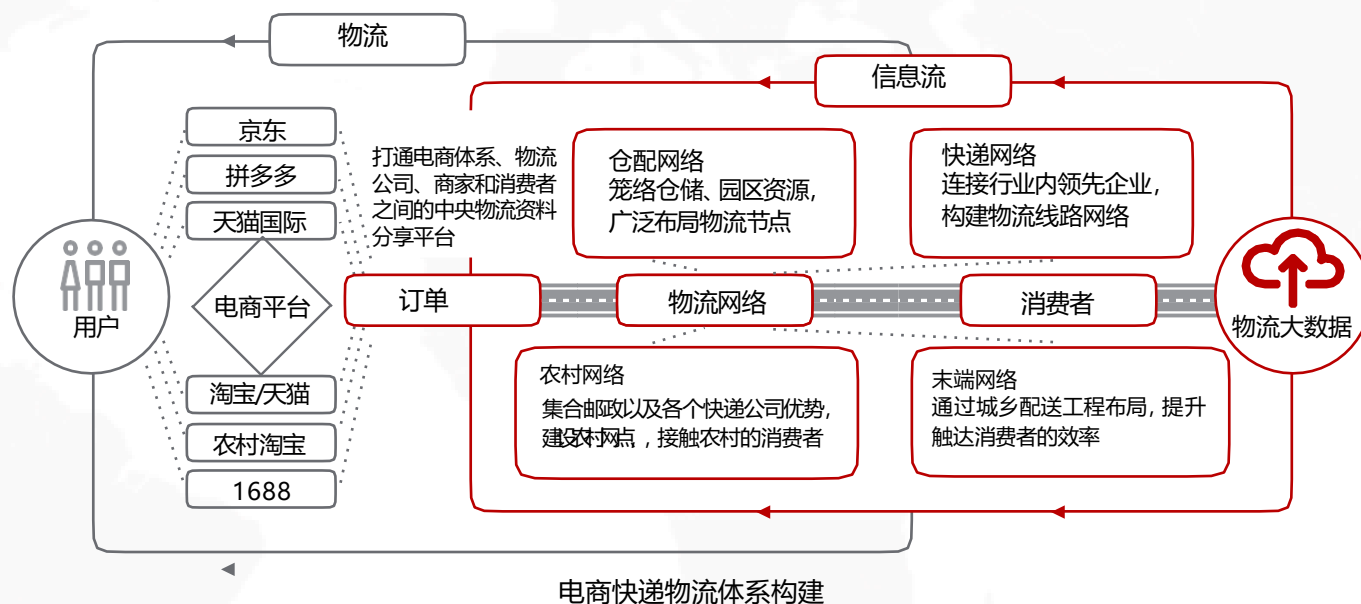 物流
信息流
京东
拼多多
天猫国际
电商平台
淘宝/天猫
农村淘宝
1688
用户
打通电商体系、物流
公司、商家和消费者
之间的中央物流资料
分享平台
订单
仓配网络
笼络仓储、园区资源,
广泛布局物流节点
快递网络
连接行业内领先企业,
构建物流线路网络
物流网络
消费者
物流大数据
农村网络
集合邮政以及各个快递公司优势,
建设农村网点,接触农村的消费者
末端网络
通过城乡配送工程布局,提升
触达消费者的效率
电商快递物流体系构建